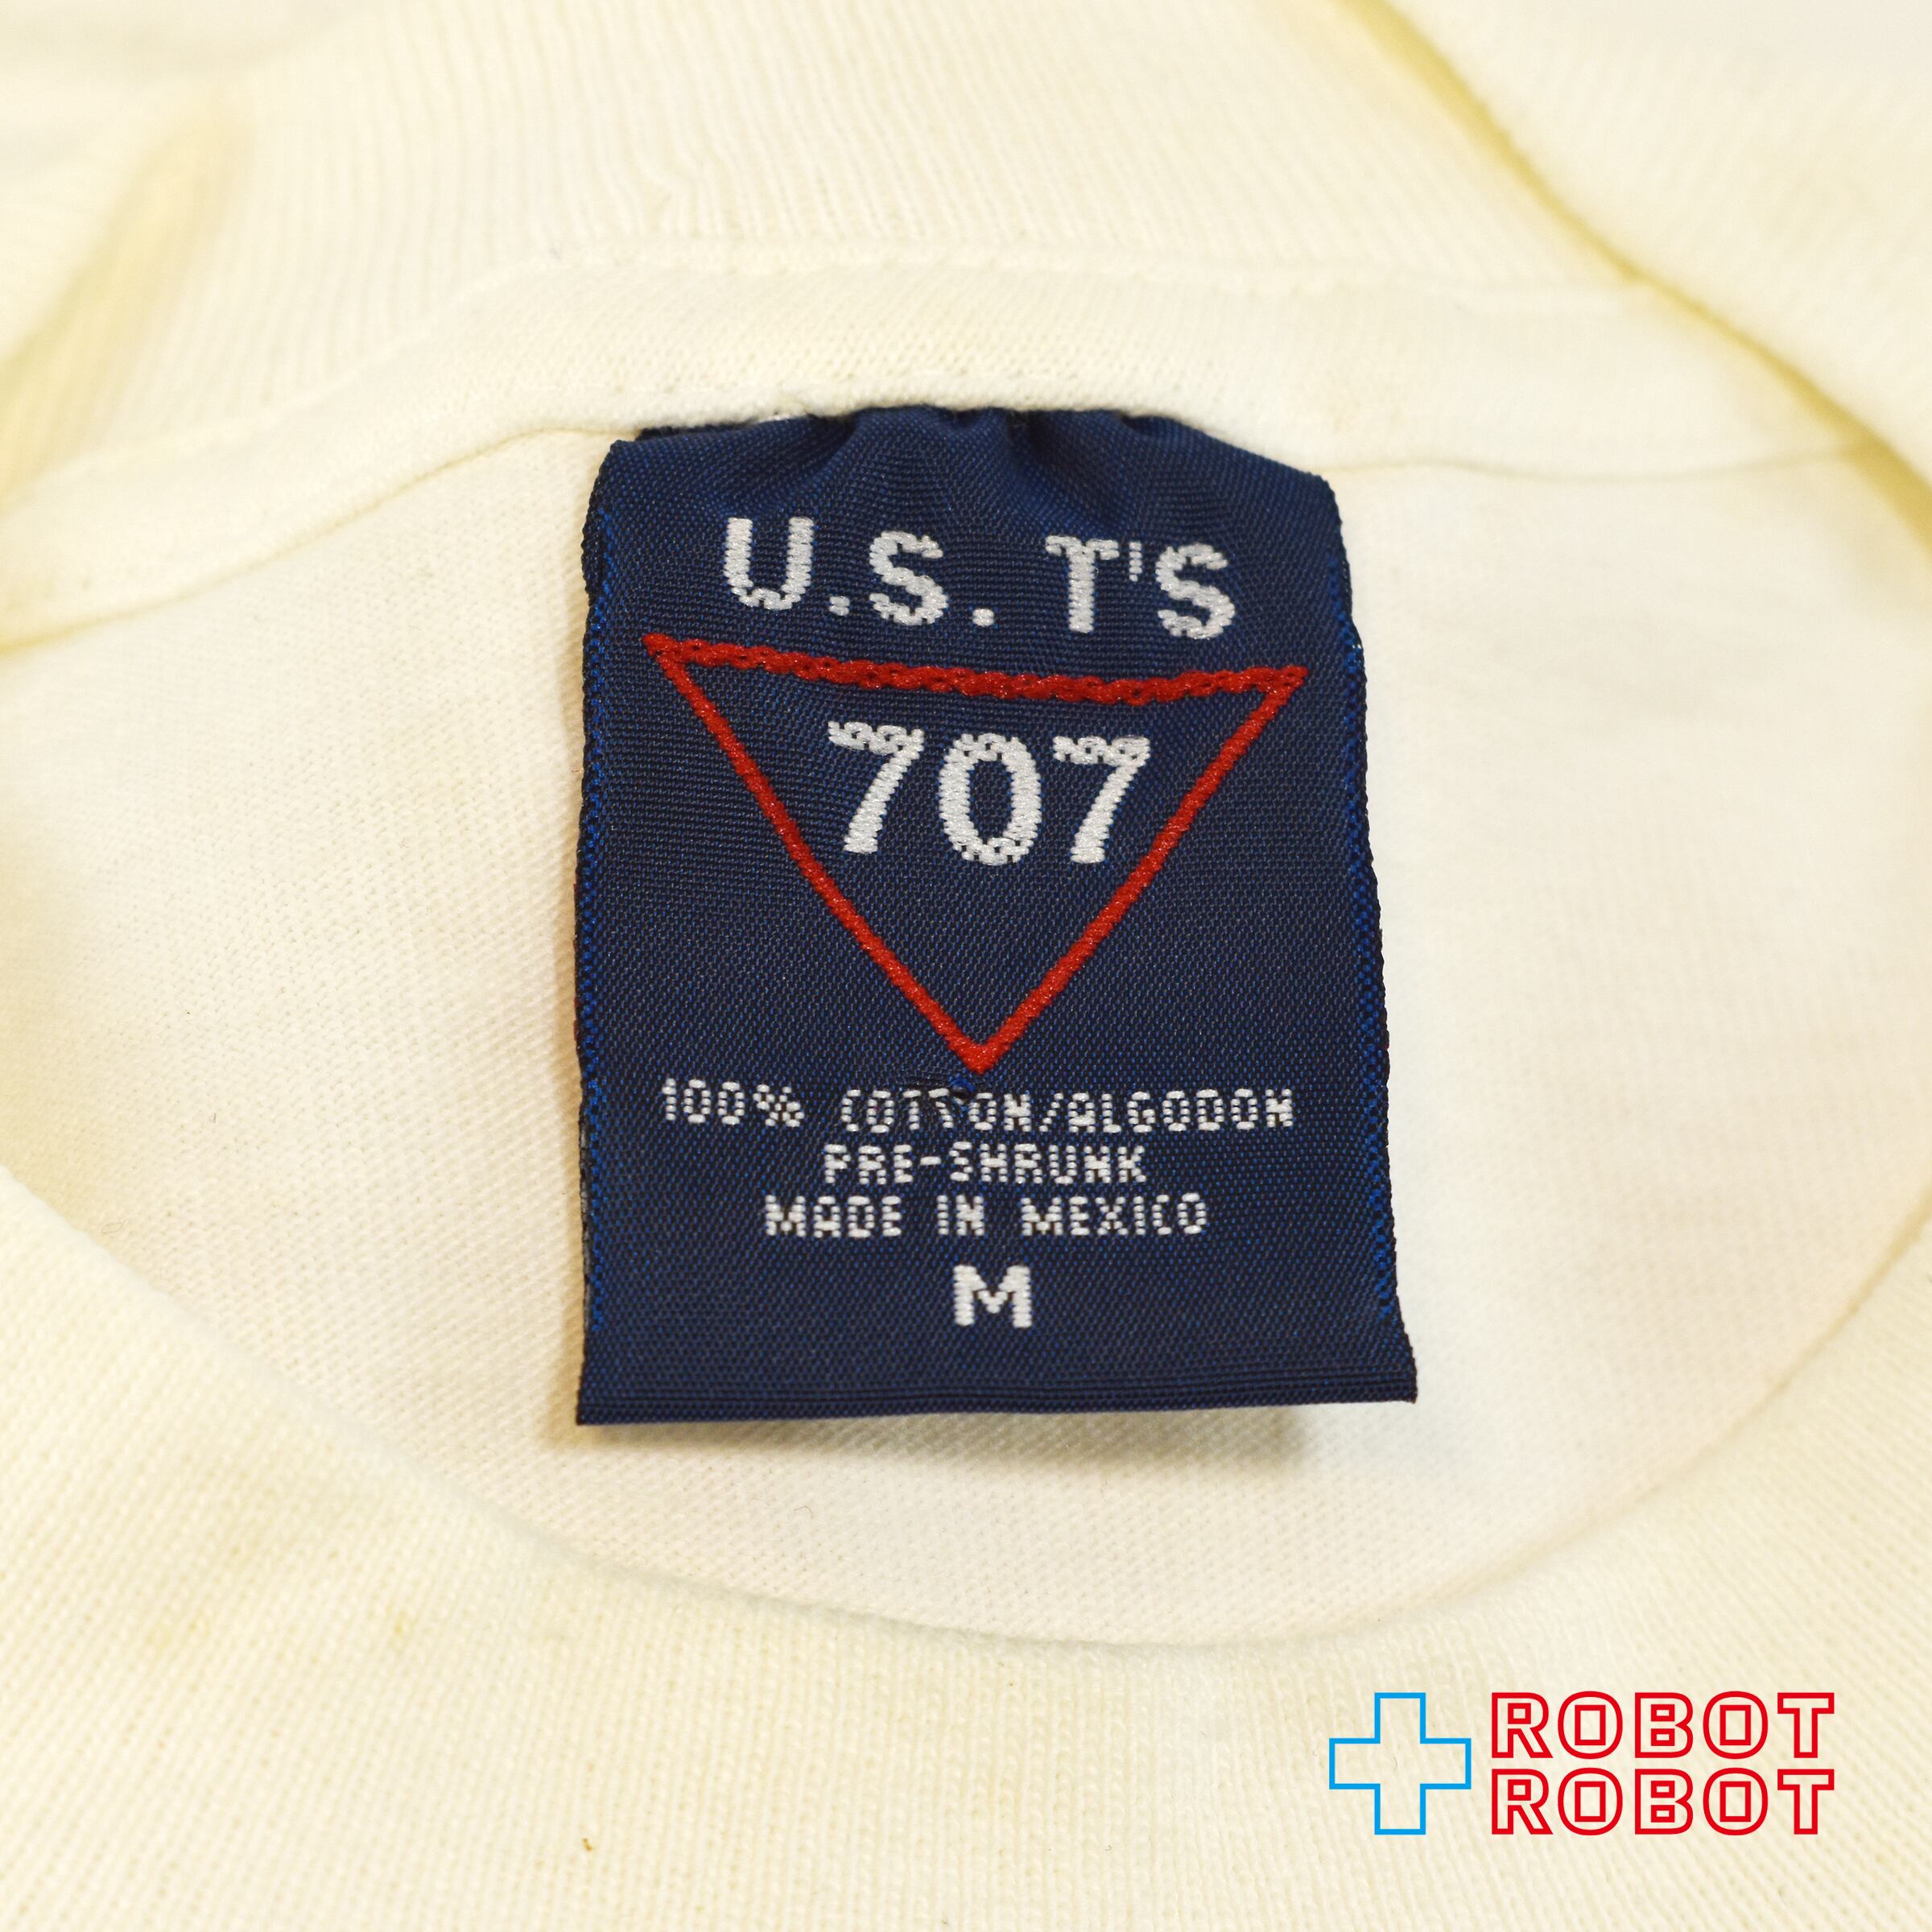 U.S. T'S
707
100% COTTON/ALGODON
PRE-SHRUNK
MADE IN MEXICO
M
ROBOT
ROBOT